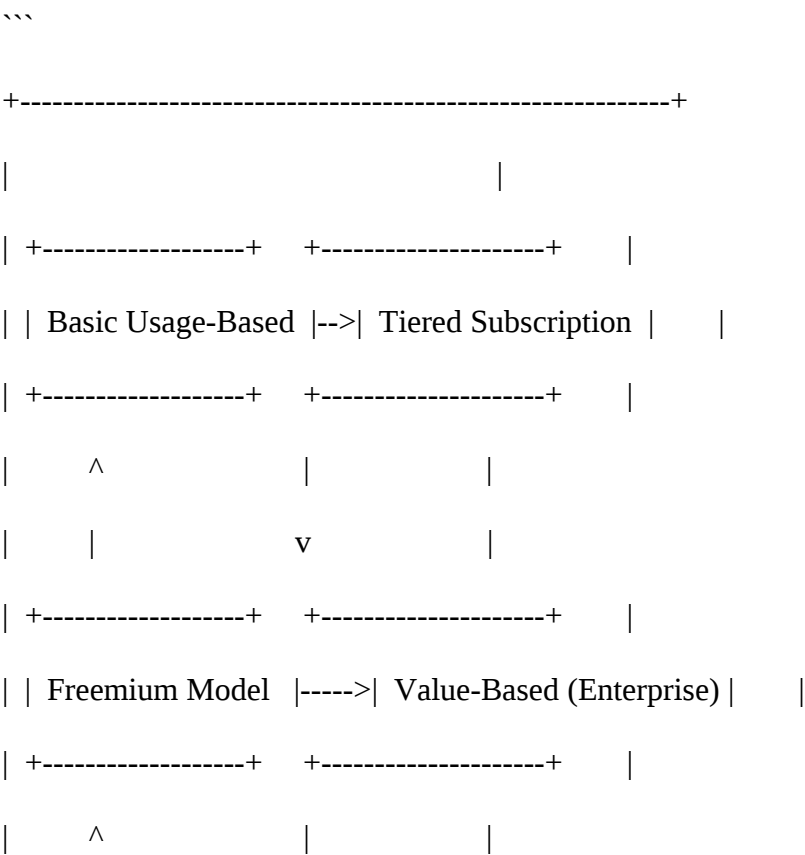 ```
+-------------------------------------------------------------+
| |
| +-------------------+ +---------------------+ |
| | Basic Usage-Based |-->| Tiered Subscription | |
| +-------------------+ +---------------------+ |
| ^ | |
| | v |
| +-------------------+ +---------------------+ |
| | Freemium Model |----->| Value-Based (Enterprise) | |
| +-------------------+ +---------------------+ |
| ^ | |